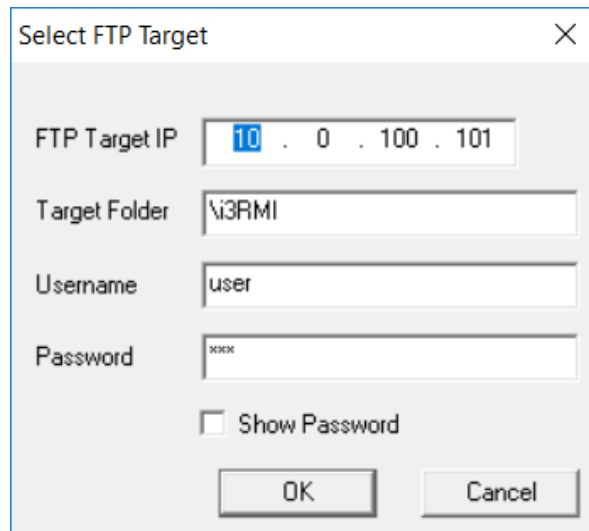 Select FTP Target
FTP Target IP 10 . 0 . 100 . 101
Target Folder \i3RMI
Username user
Password ***
Show Password
OK Cancel